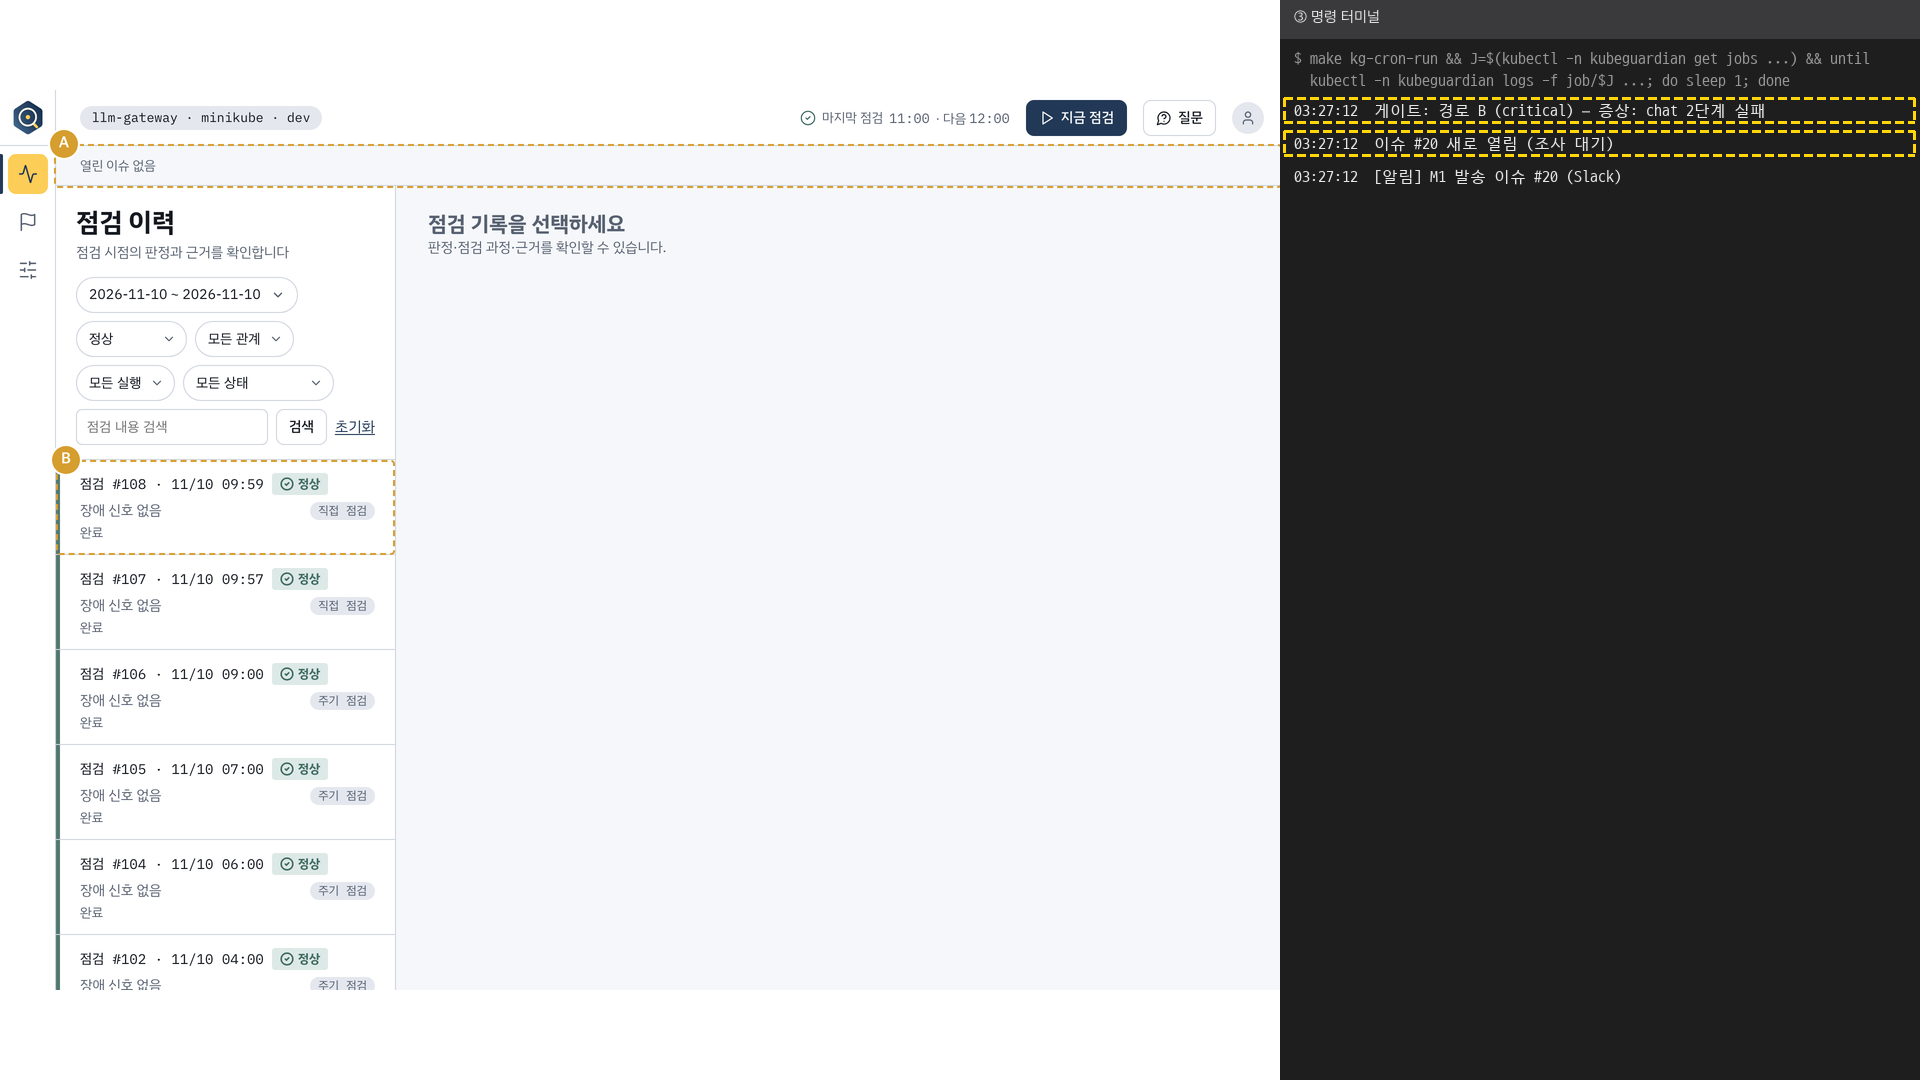 llm-gateway · minikube · dev
마지막 점검 11:00 · 다음 12:00
지금 점검
질문
A
열린 이슈 없음
점검 이력
점검 시점의 판정과 근거를 확인합니다
2026-11-10 ~ 2026-11-10
정상
모든 관계
모든 실행
모든 상태
점검 내용 검색
검색
초기화
B
점검 #108 · 11/10 09:59 정상
장애 신호 없음 직접 점검
완료
점검 #107 · 11/10 09:57 정상
장애 신호 없음 직접 점검
완료
점검 #106 · 11/10 09:00 정상
장애 신호 없음 주기 점검
완료
점검 #105 · 11/10 07:00 정상
장애 신호 없음 주기 점검
완료
점검 #104 · 11/10 06:00 정상
장애 신호 없음 주기 점검
완료
점검 #102 · 11/10 04:00 정상
장애 신호 없음 주기 점검
점검 기록을 선택하세요
판정·점검 과정·근거를 확인할 수 있습니다.
③ 명령 터미널
$ make kg-cron-run && J=$(kubectl -n kubeguardian get jobs ...) && until
kubectl -n kubeguardian logs -f job/$J ...; do sleep 1; done
03:27:12 게이트: 경로 B (critical) — 증상: chat 2단계 실패
03:27:12 이슈 #20 새로 열림 (조사 대기)
03:27:12 [알림] M1 발송 이슈 #20 (Slack)